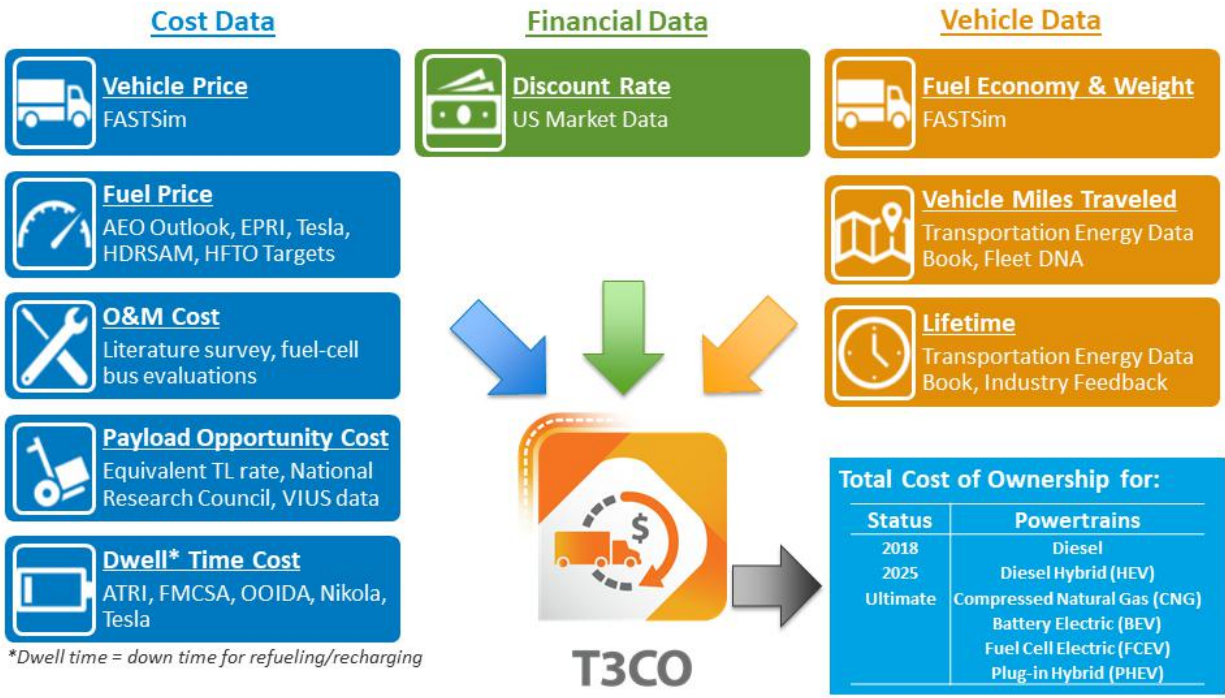 Cost Data
Vehicle Price
FASTSim
Fuel Price
AEO Outlook, EPRI, Tesla,
HDRSAM, HFTO Targets
O&M Cost
Literature survey, fuel-cell
bus evaluations
Payload Opportunity Cost
Equivalent TL rate, National
Research Council, VIUS data
Dwell* Time Cost
ATRI, FMCSA, OOIDA, Nikola,
Tesla
*Dwell time = down time for refueling/recharging
Financial Data
Discount Rate
US Market Data
$
T3CO
Vehicle Data
Fuel Economy & Weight
FASTSim
Vehicle Miles Traveled
Transportation Energy Data
Book, Fleet DNA
Lifetime
Transportation Energy Data
Book, Industry Feedback
Total Cost of Ownership for:
Status Powertrains
2018 Diesel
2025 Diesel Hybrid (HEV)
Ultimate Compressed Natural Gas (CNG)
Battery Electric (BEV)
Fuel Cell Electric (FCEV)
Plug-in Hybrid (PHEV)